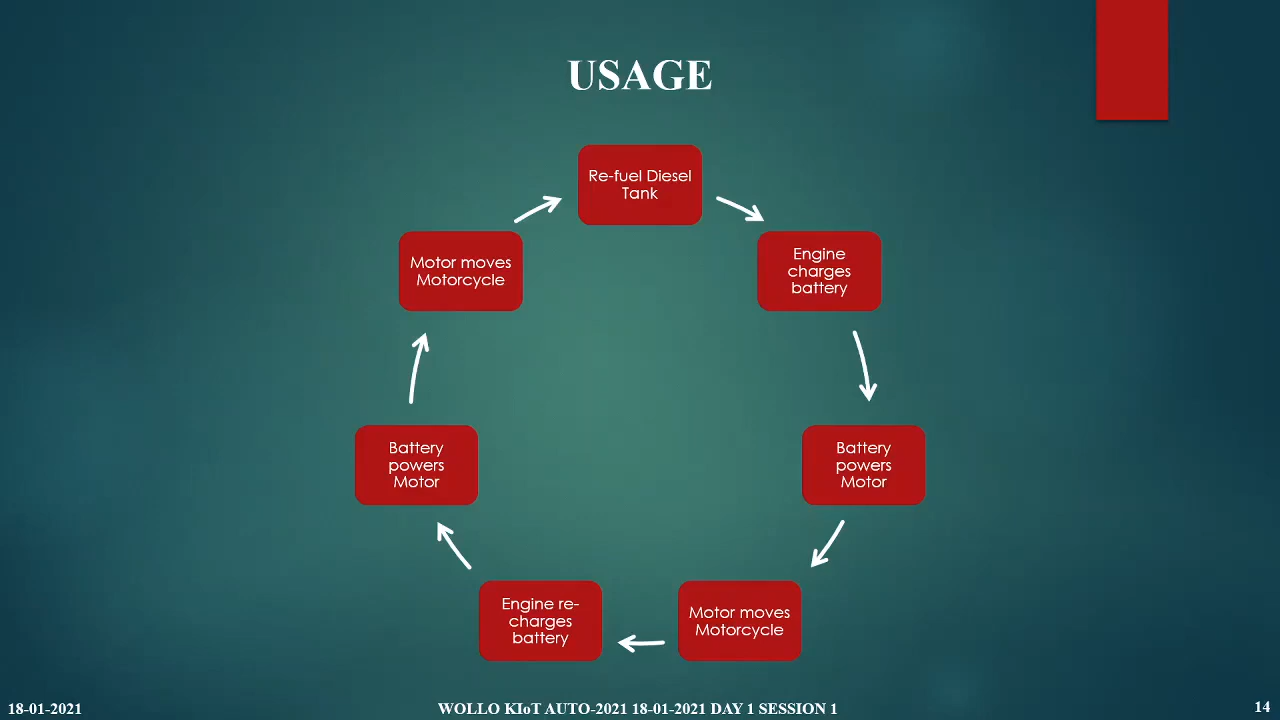 USAGE
Re-fuel Diesel
Tank
Engine
charges
battery
Battery
powers
Motor
Motor moves
Motorcycle
Engine re-
charges
battery
Battery
powers
Motor
Motor moves
Motorcycle
18-01-2021
WOLLO KIoT AUTO-2021 18-01-2021 DAY 1 SESSION 1
14